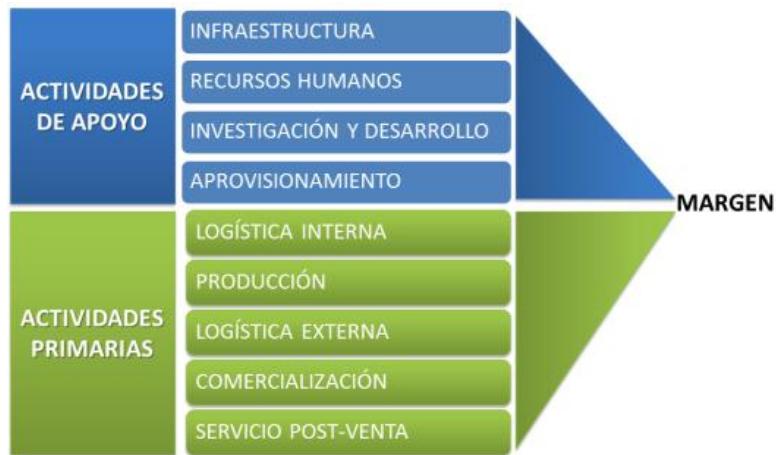 ACTIVIDADES
DE APOYO
INFRAESTRUCTURA
RECURSOS HUMANOS
INVESTIGACIÓN Y DESARROLLO
APROVISIONAMIENTO
ACTIVIDADES
PRIMARIAS
LOGÍSTICA INTERNA
PRODUCCIÓN
LOGÍSTICA EXTERNA
COMERCIALIZACIÓN
SERVICIO POST-VENTA
MARGEN